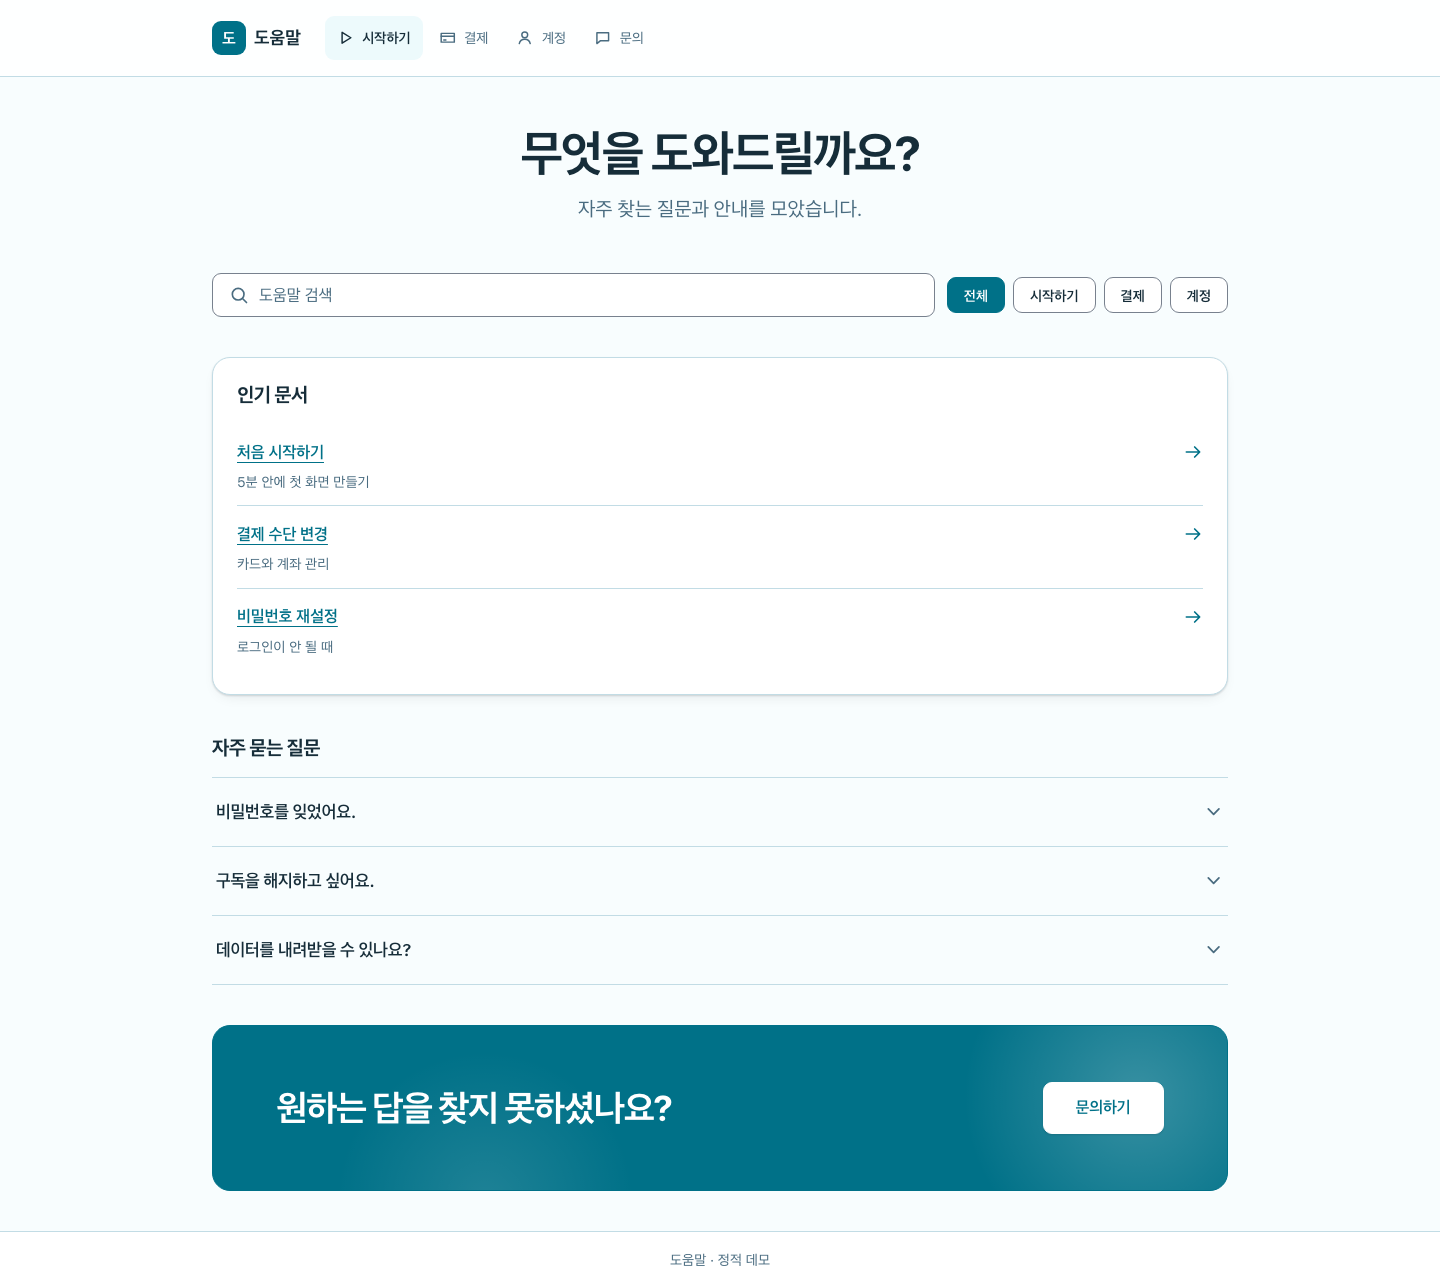 도 도움말 시작하기 결제 계정 문의
무엇을 도와드릴까요?
자주 찾는 질문과 안내를 모았습니다.
도움말 검색 전체 시작하기 결제 계정
인기 문서
처음 시작하기
5분 안에 첫 화면 만들기
결제 수단 변경
카드와 계좌 관리
비밀번호 재설정
로그인이 안 될 때
자주 묻는 질문
비밀번호를 잊었어요.
구독을 해지하고 싶어요.
데이터를 내려받을 수 있나요?
원하는 답을 찾지 못하셨나요? 문의하기
도움말 · 정적 데모